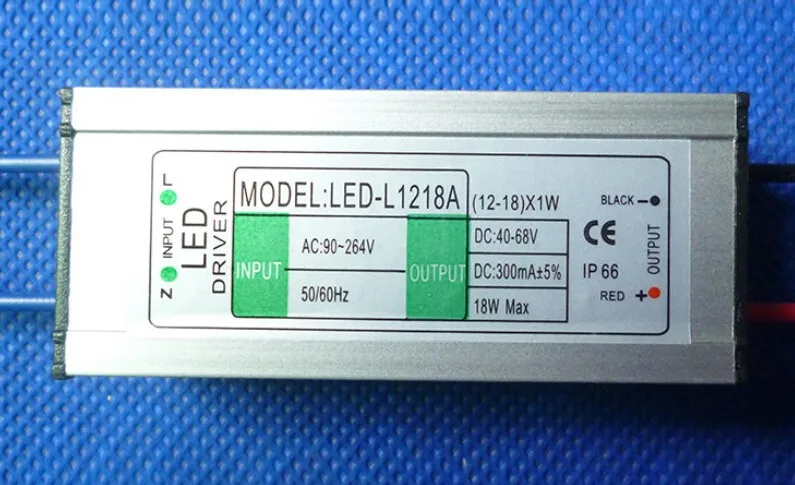 L
INPUT
N
LED
DRIVER
MODEL:LED-L1218A
(12-18)X1W
INPUT
AC:90~264V
50/60Hz
OUTPUT
DC:40-68V
DC:300mA±5%
18W Max
CE
IP 66
BLACK -
OUTPUT
RED +